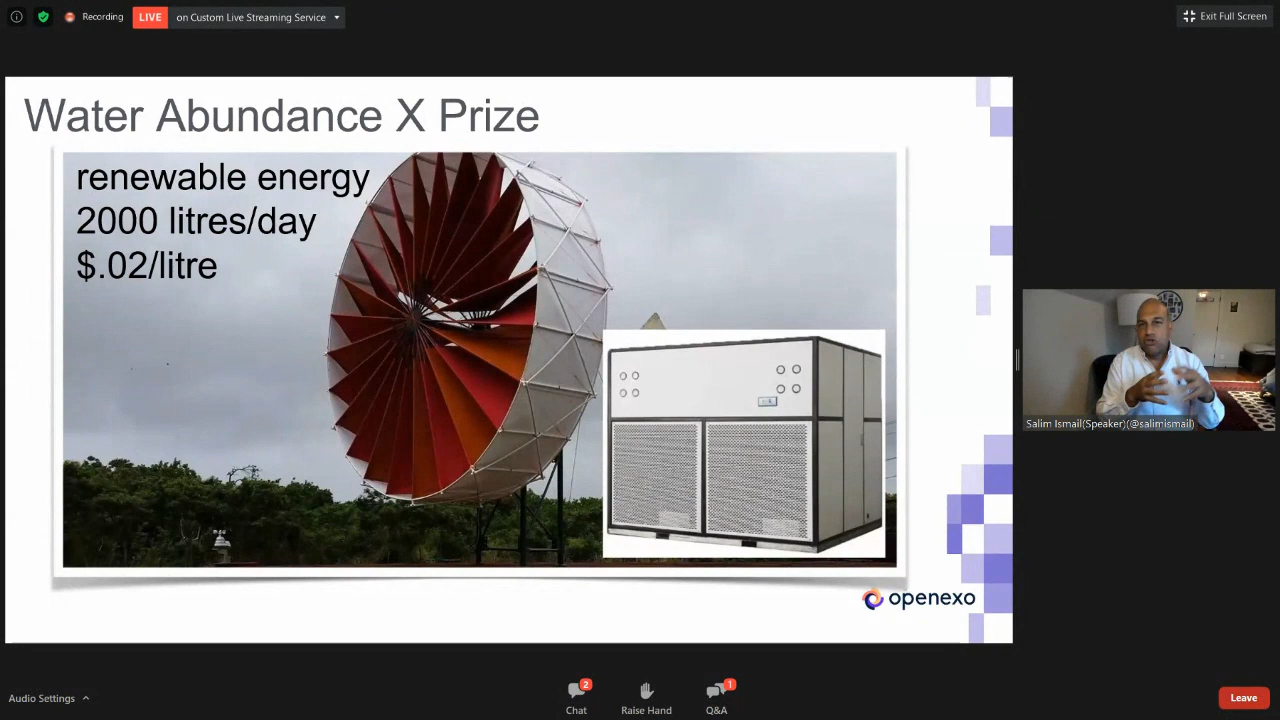 Recording
LIVE
on Custom Live Streaming Service
Exit Full Screen
Water Abundance X Prize
renewable energy
2000 litres/day
$.02/litre
openexo
Salim Ismail(Speaker)(@salimismail)
Audio Settings
2
Chat
Raise Hand
1
Q&A
Leave